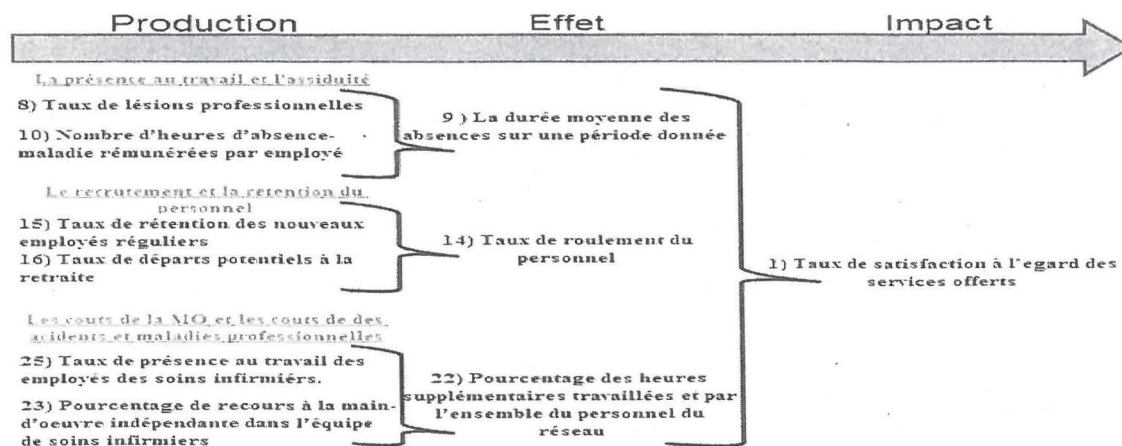 Production
Effet
Impact
La présence au travail et l'assiduité
8) Taux de lésions professionnelles
10) Nombre d'heures d'absence-
maladie rémunérées par employé
9 ) La durée moyenne des
absences sur une période donnée
Le recrutement et la rétention du
personnel
15) Taux de rétention des nouveaux
employés réguliers
16) Taux de départs potentiels à la
retraite
14) Taux de roulement du
personnel
1) Taux de satisfaction à l'egard des
services offerts
Les couts de la MO et les couts de des
acidents et maladies professionnelles
25) Taux de présence au travail des
employés des soins infirmiérs.
23) Pourcentage de recours à la main-
d'oeuvre indépendante dans l'équipe
de soins infirmiers
22) Pourcentage des heures
supplémentaires travaillées et par
l'ensemble du personnel du
réseau